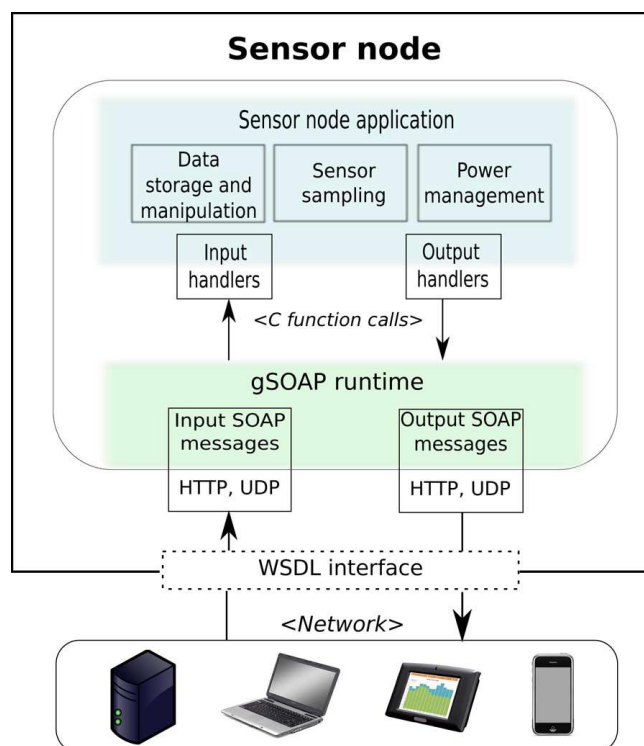 Sensor node
Sensor node application
Data
storage and
manipulation
Sensor
sampling
Power
management
Input
handlers
Output
handlers
<C function calls>
gSOAP runtime
Input SOAP
messages
Output SOAP
messages
HTTP, UDP
HTTP, UDP
WSDL interface
<Network>